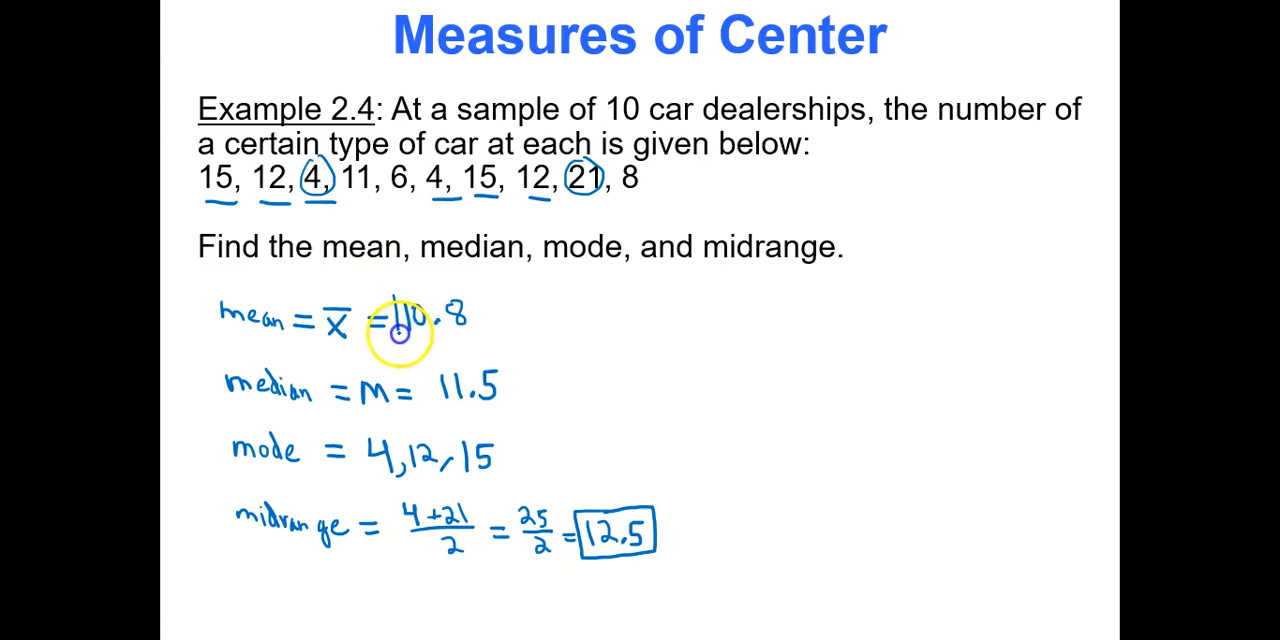 Measures of Center
Example 2.4: At a sample of 10 car dealerships, the number of
a certain type of car at each is given below:
15, 12, 4, 11, 6, 4, 15, 12, 21, 8
Find the mean, median, mode, and midrange.
mean = x̅ = 10.8
median = M = 11.5
mode = 4, 12, 15
midrange = 4+21/2 = 25/2 = 12.5